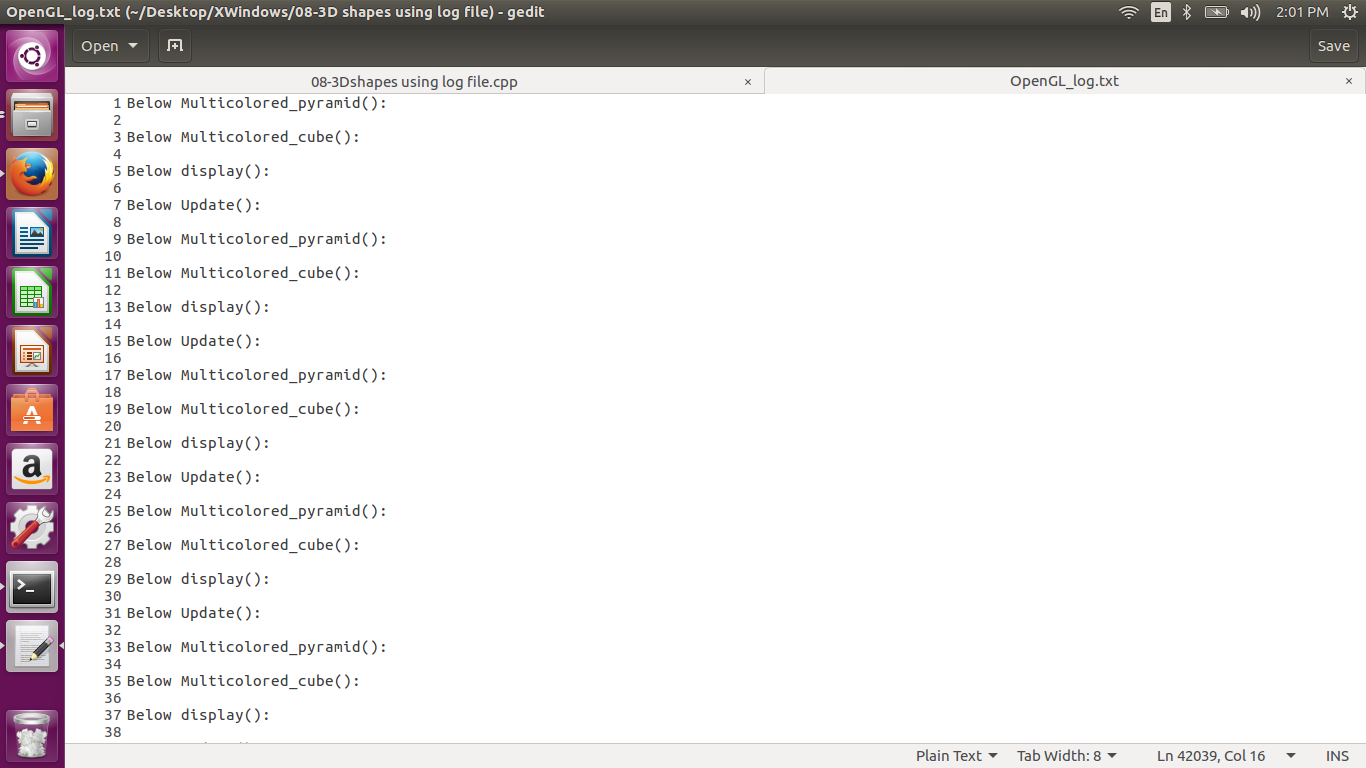 OpenGL_log.txt (~/Desktop/XWindows/08-3D shapes using log file) - gedit
En
2:01 PM
Open
Save
08-3Dshapes using log file.cpp ×
OpenGL_log.txt ×
1 Below Multicolored_pyramid():
2
3 Below Multicolored_cube():
4
5 Below display():
6
7 Below Update():
8
9 Below Multicolored_pyramid():
10
11 Below Multicolored_cube():
12
13 Below display():
14
15 Below Update():
16
17 Below Multicolored_pyramid():
18
19 Below Multicolored_cube():
20
21 Below display():
22
23 Below Update():
24
25 Below Multicolored_pyramid():
26
27 Below Multicolored_cube():
28
29 Below display():
30
31 Below Update():
32
33 Below Multicolored_pyramid():
34
35 Below Multicolored_cube():
36
37 Below display():
38
Plain Text
Tab Width: 8
Ln 42039, Col 16
INS